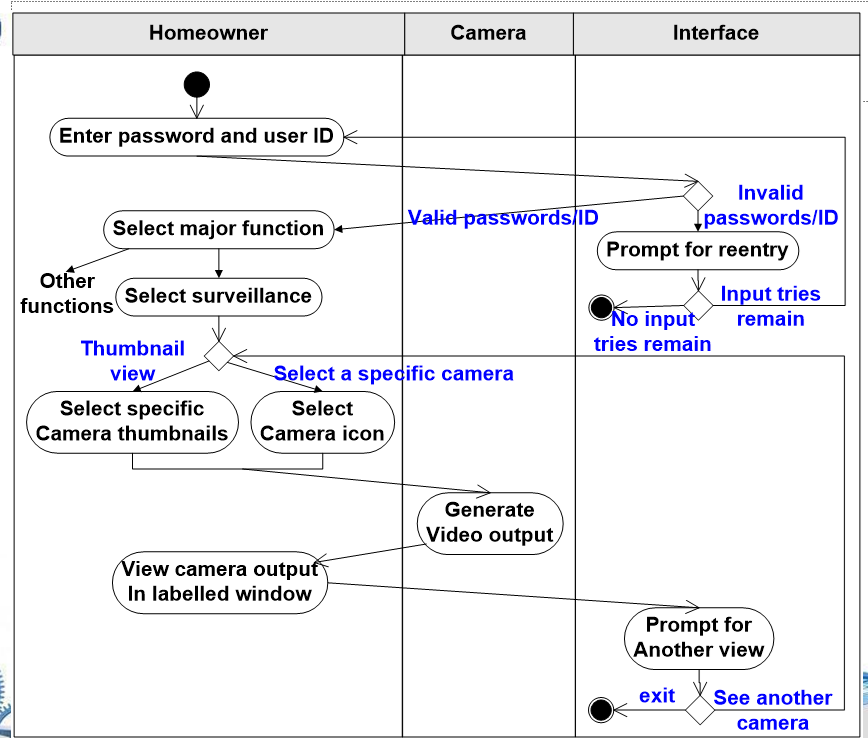 Homeowner
Camera
Interface
Enter password and user ID
Invalid
passwords/ID
Valid passwords/ID
Select major function
Prompt for reentry
Other
functions
Select surveillance
Input tries
remain
No input
tries remain
Thumbnail
view
Select a specific camera
Select specific
Camera thumbnails
Select
Camera icon
Generate
Video output
View camera output
In labelled window
Prompt for
Another view
exit
See another
camera